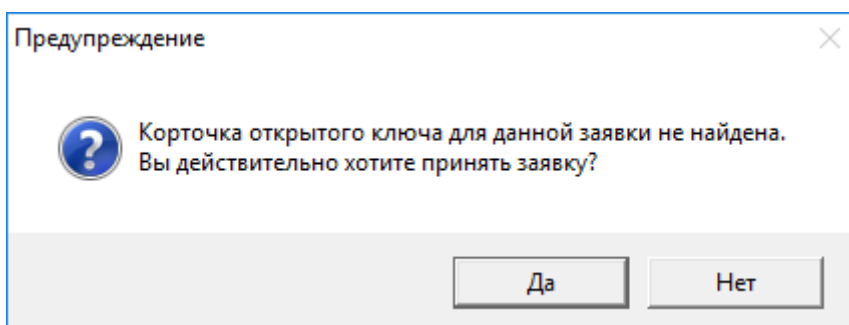 Предупреждение
Корточка открытого ключа для данной заявки не найдена.
Вы действительно хотите принять заявку?
Да
Нет